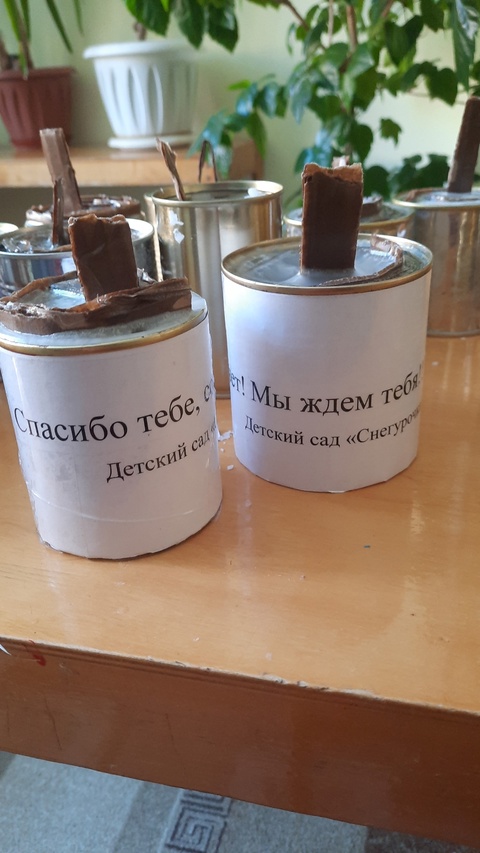 Спасибо тебе,
Детский сад
Мы ждем тебя!
Детский сад